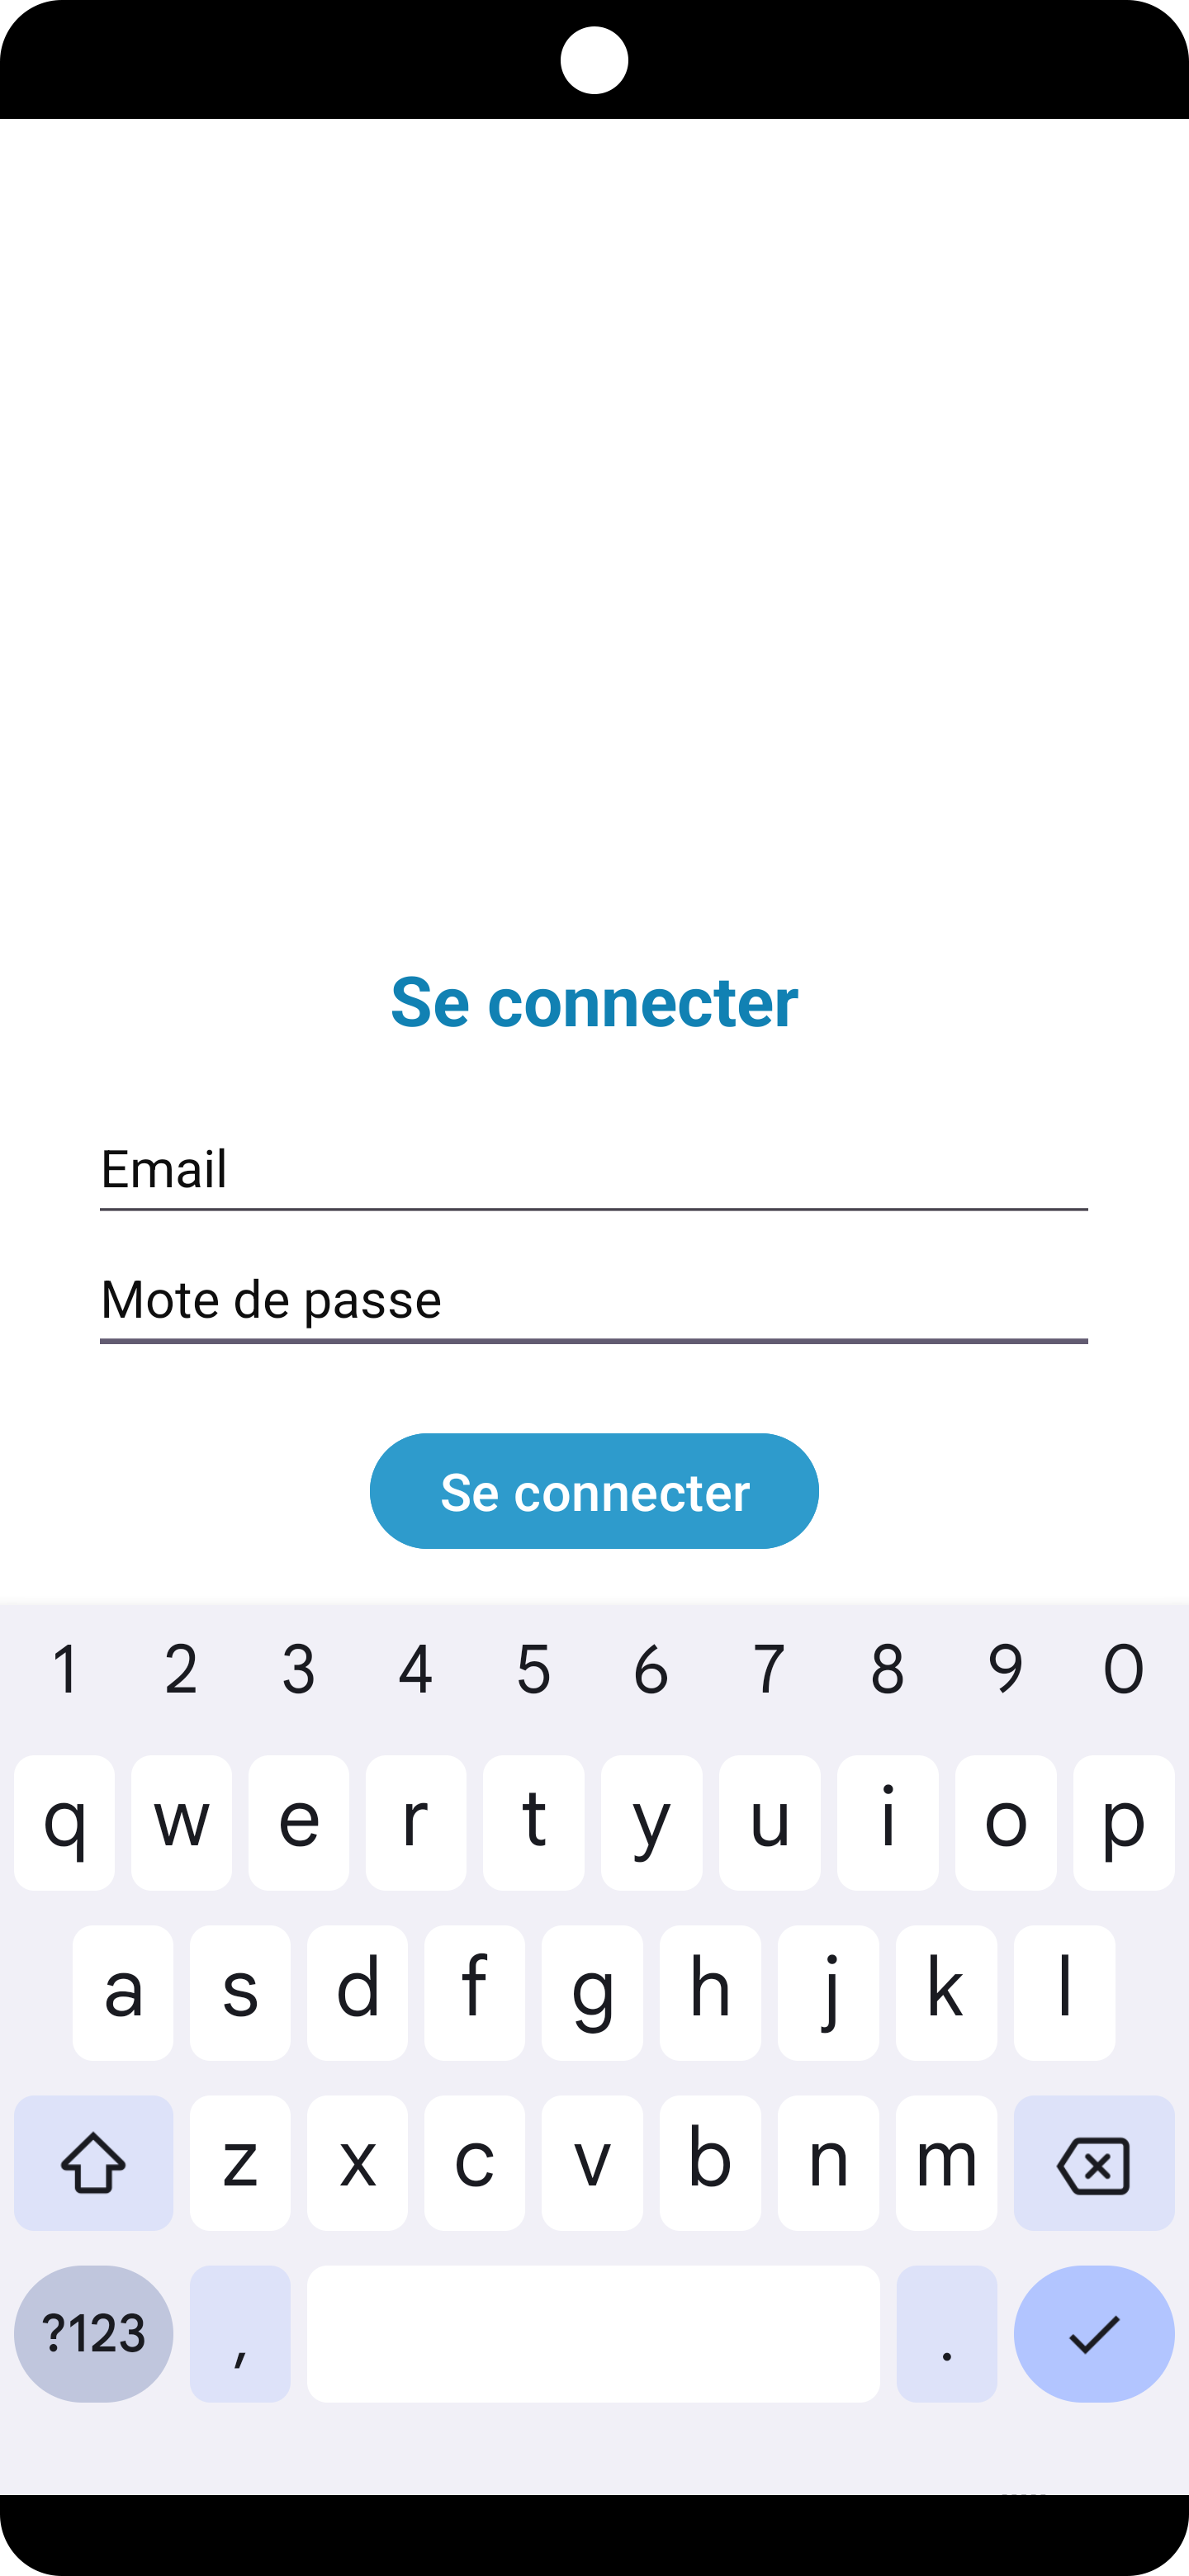 Se connecter
Email
Mote de passe
Se connecter
1 2 3 4 5 6 7 8 9 0
q w e r t y u i o p
a s d f g h j k l
z x c v b n m
?123 , .